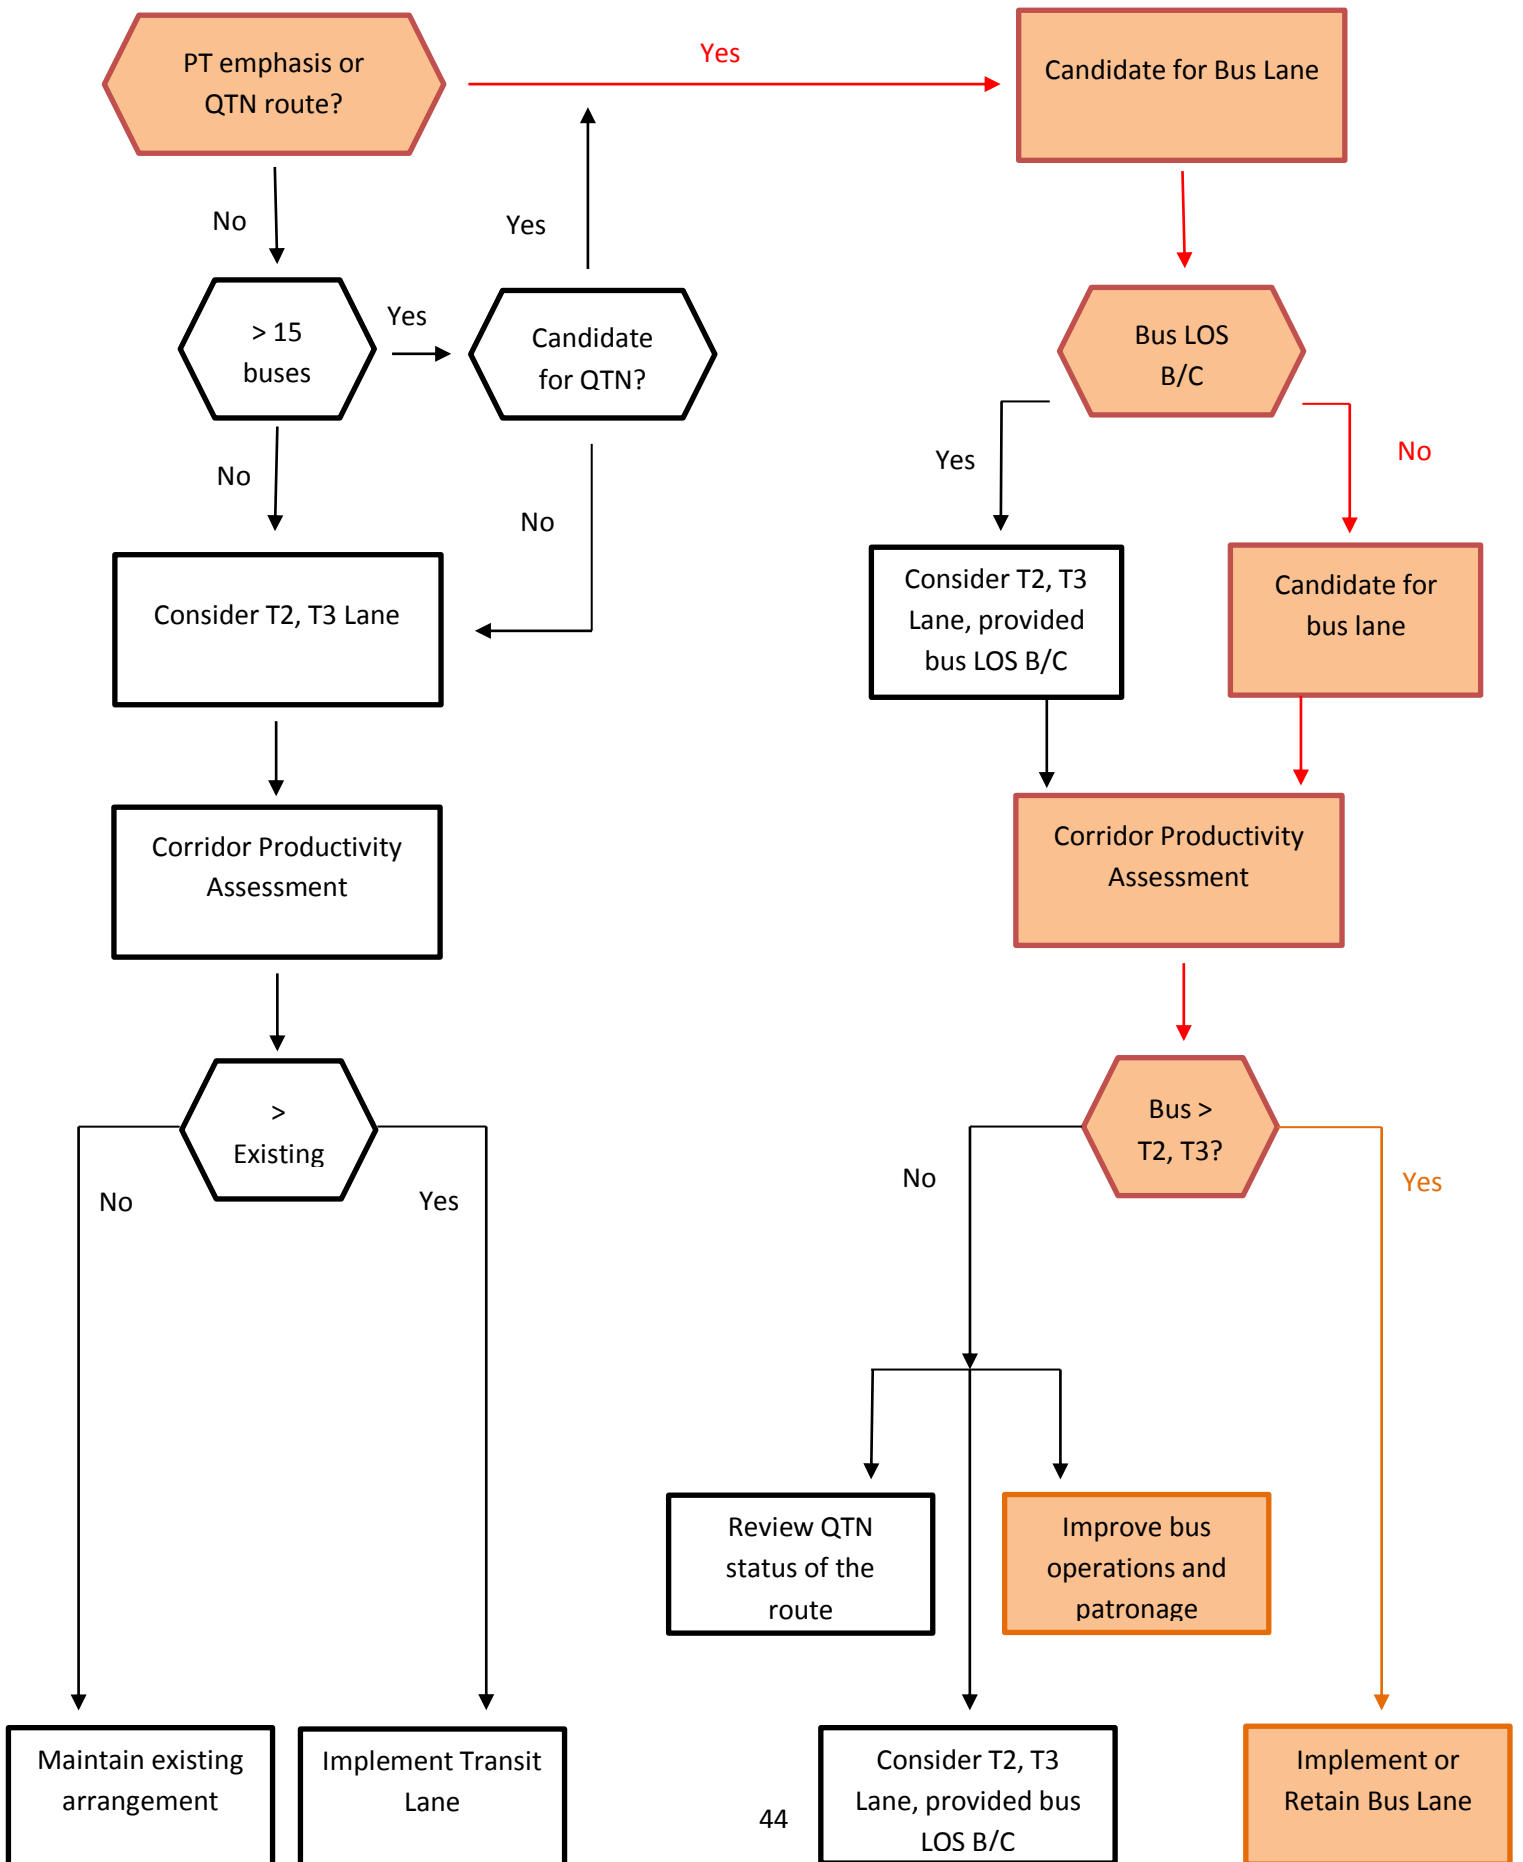 PT emphasis or
QTN route?
Yes
Candidate for Bus Lane
No
Yes
> 15
buses
Yes
Candidate
for QTN?
Bus LOS
B/C
No
No
Yes
No
Consider T2, T3 Lane
Consider T2, T3
Lane, provided
bus LOS B/C
Candidate for
bus lane
Corridor Productivity
Assessment
Corridor Productivity
Assessment
>
Existing
Bus >
T2, T3?
No
Yes
No
Yes
Review QTN
status of the
route
Improve bus
operations and
patronage
Maintain existing
arrangement
Implement Transit
Lane
44
Consider T2, T3
Lane, provided bus
LOS B/C
Implement or
Retain Bus Lane